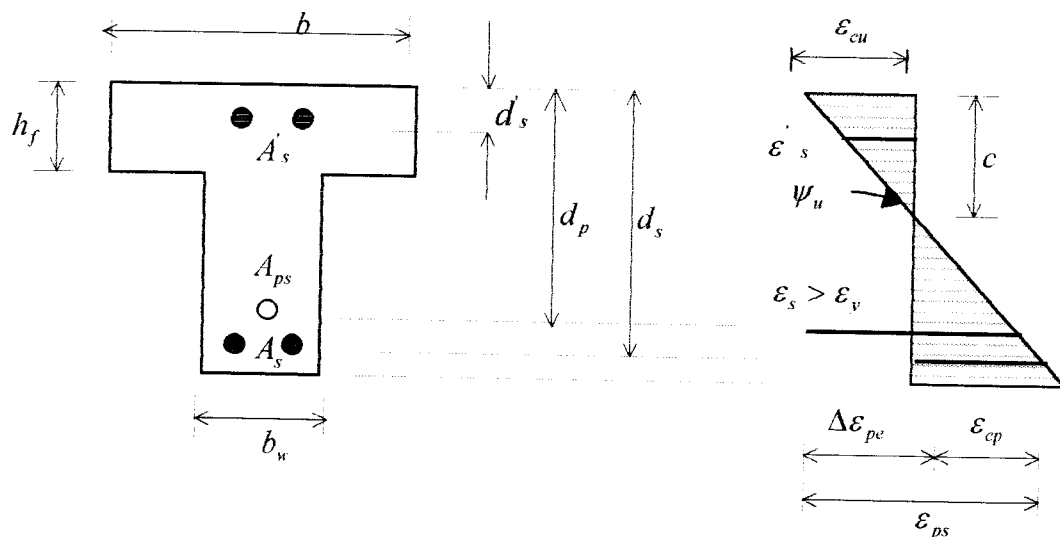 b
ε_cu
h_f
d'_s
A'_s
ε'_s
c
ψ_u
d_p
d_s
A_ps
ε_s > ε_y
A_s
b_w
Δε_pe
ε_cp
ε_ps